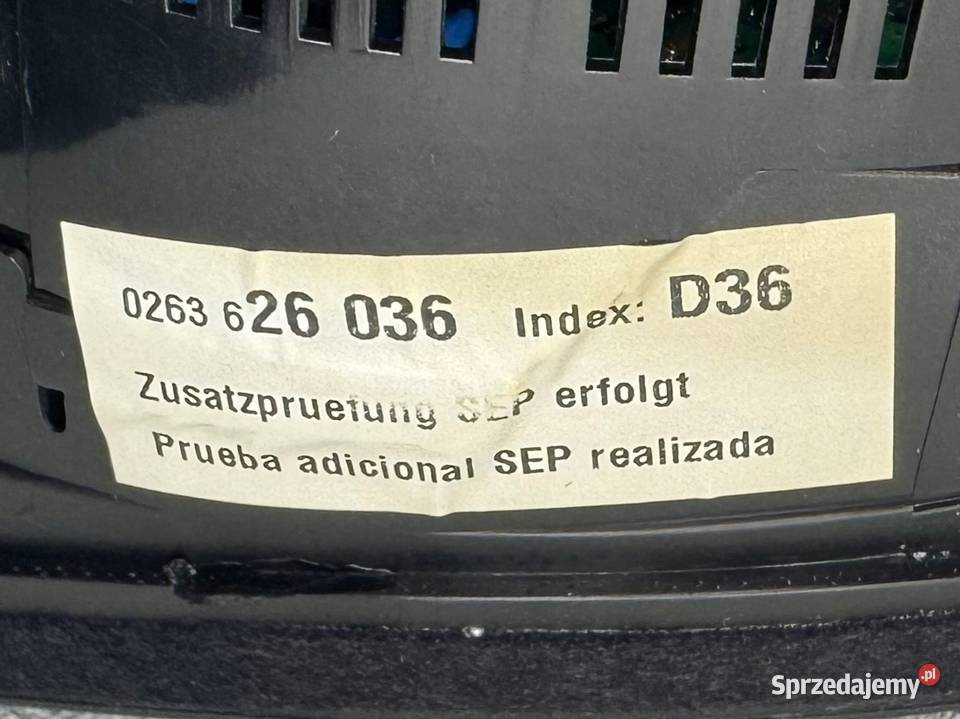 0263 626 036 Index: D36
Zusatzpruefung SEP erfolgt
Prueba adicional SEP realizada
Sprzedajemy.pl